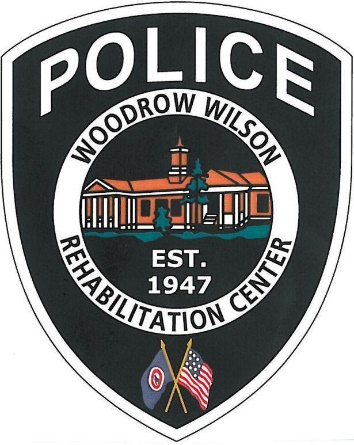 POLICE
WOODROW WILSON
EST.
1947
REHABILITATION CENTER